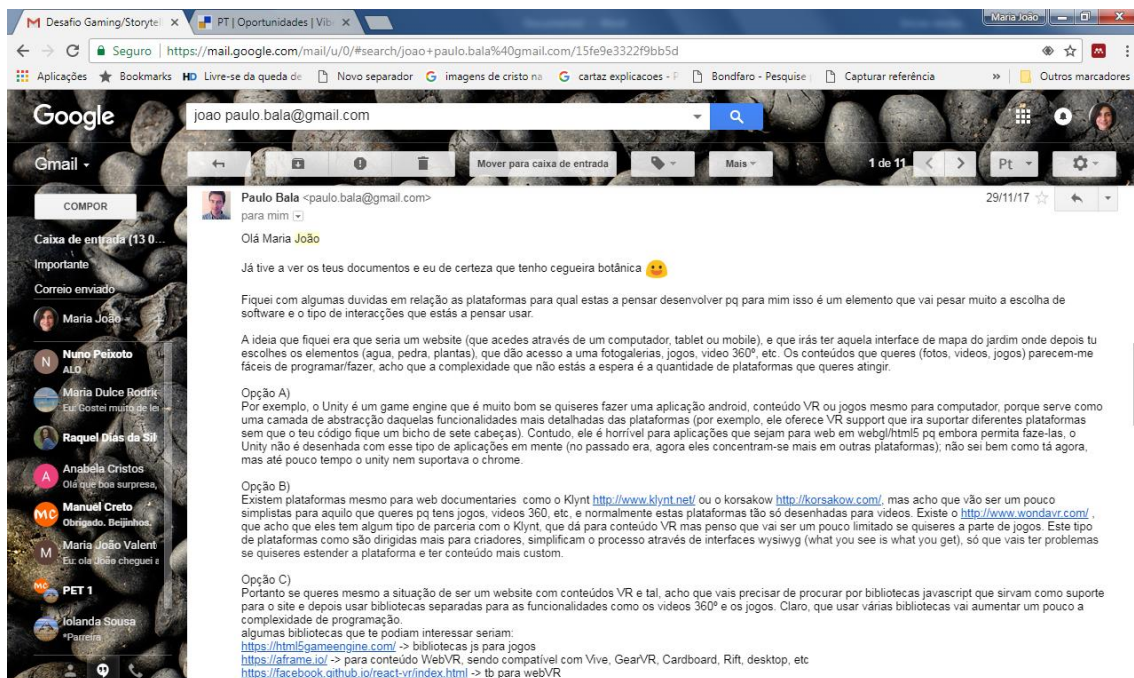 Desafio Gaming/Storytel
PT | Oportunidades | Vib
Maria João
Seguro | https://mail.google.com/mail/u/0/#search/joao+paulo.bala%40gmail.com/15fe9e3322f9bb5d
Aplicações Bookmarks HD Livre-se da queda de Novo separador imagens de cristo na cartaz explicacoes - P Bondfaro - Pesquise Capturar referência » Outros marcadores
Google
joao paulo.bala@gmail.com
Gmail
Mover para caixa de entrada
Mais
1 de 11
Pt
COMPOR
Caixa de entrada (13 0...
Importante
Correio enviado
Maria João
Nuno Peixoto
ALO
Maria Dulce Rodrig
Eu: Gostei muito de ler
Raquel Dias da Sil
Anabela Cristos
Olá que boa surpresa,
Manuel Creto
Obrigado. Beijinhos.
Maria João Valent
Eu: ola João cheguei a
PET 1
Iolanda Sousa
*Parreira
Paulo Bala <paulo.bala@gmail.com>
29/11/17
para mim
Olá Maria João
Já tive a ver os teus documentos e eu de certeza que tenho cegueira botânica
Fiquei com algumas duvidas em relação as plataformas para qual estas a pensar desenvolver pq para mim isso é um elemento que vai pesar muito a escolha de
software e o tipo de interacções que estás a pensar usar.
A ideia que fiquei era que seria um website (que acedes através de um computador, tablet ou mobile), e que irás ter aquela interface de mapa do jardim onde depois tu
escolhes os elementos (agua, pedra, plantas), que dão acesso a uma fotogalerias, jogos, video 360º, etc. Os conteúdos que queres (fotos, videos, jogos) parecem-me
fáceis de programar/fazer, acho que a complexidade que não estás a espera é a quantidade de plataformas que queres atingir.
Opção A)
Por exemplo, o Unity é um game engine que é muito bom se quiseres fazer uma aplicação android, conteúdo VR ou jogos mesmo para computador, porque serve como
uma camada de abstracção daquelas funcionalidades mais detalhadas das plataformas (por exemplo, ele oferece VR support que ira suportar diferentes plataformas
sem que o teu código fique um bicho de sete cabeças). Contudo, ele é horrível para aplicações que sejam para web em webgl/html5 pq embora permita faze-las, o
Unity não é desenhada com esse tipo de aplicações em mente (no passado era, agora eles concentram-se mais em outras plataformas); não sei bem como tá agora,
mas até pouco tempo o unity nem suportava o chrome.
Opção B)
Existem plataformas mesmo para web documentaries como o Klynt http://www.klynt.net/ ou o korsakow http://korsakow.com/, mas acho que vão ser um pouco
simplistas para aquilo que queres pq tens jogos, videos 360, etc, e normalmente estas plataformas tão só desenhadas para videos. Existe o http://www.wondavr.com/ ,
que acho que eles tem algum tipo de parceria com o Klynt, que dá para conteúdo VR mas penso que vai ser um pouco limitado se quiseres a parte de jogos. Este tipo
de plataformas como são dirigidas mais para criadores, simplificam o processo através de interfaces wysiwyg (what you see is what you get), só que vais ter problemas
se quiseres estender a plataforma e ter conteúdo mais custom.
Opção C)
Portanto se queres mesmo a situação de ser um website com conteúdos VR e tal, acho que vais precisar de procurar por bibliotecas javascript que sirvam como suporte
para o site e depois usar bibliotecas separadas para as funcionalidades como os videos 360º e os jogos. Claro, que usar várias bibliotecas vai aumentar um pouco a
complexidade de programação.
algumas bibliotecas que te podiam interessar seriam:
https://html5gameengine.com/ -> bibliotecas js para jogos
https://aframe.io/ -> para conteúdo WebVR, sendo compatível com Vive, GearVR, Cardboard, Rift, desktop, etc
https://facebook.github.io/react-vr/index.html -> tb para webVR